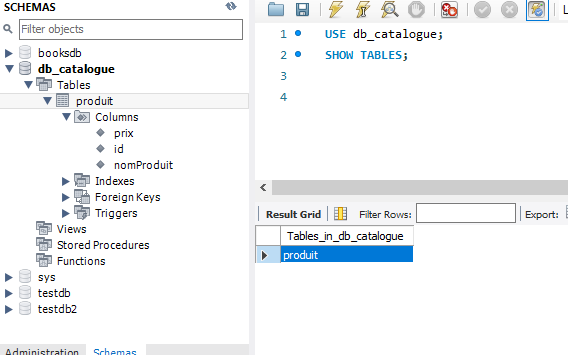 SCHEMAS
Filter objects
booksdb
db_catalogue
Tables
produit
Columns
prix
id
nomProduit
Indexes
Foreign Keys
Triggers
Views
Stored Procedures
Functions
sys
testdb
testdb2
Administration Schemas
L
1 USE db_catalogue;
2 SHOW TABLES;
3
4
Result Grid Filter Rows: Export:
Tables_in_db_catalogue
produit